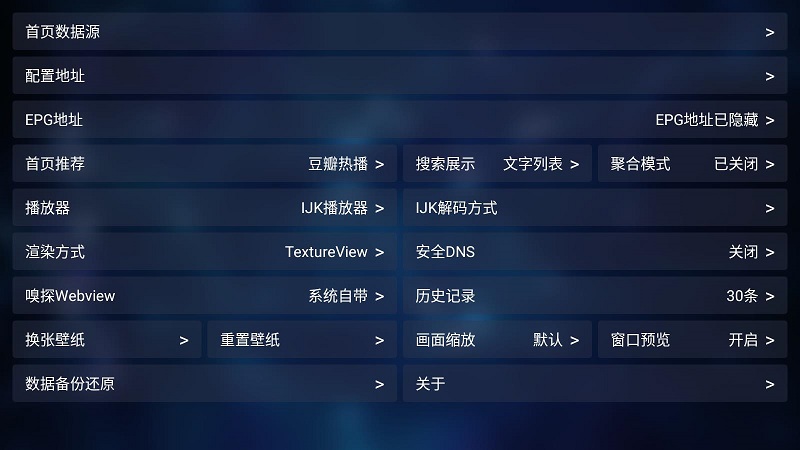 首页数据源 >
配置地址 >
EPG地址 EPG地址已隐藏 >
首页推荐 豆瓣热播 > 搜索展示 文字列表 > 聚合模式 已关闭 >
播放器 IJK播放器 > IJK解码方式 >
渲染方式 TextureView > 安全DNS 关闭 >
嗅探Webview 系统自带 > 历史记录 30条 >
换张壁纸 > 重置壁纸 > 画面缩放 默认 > 窗口预览 开启 >
数据备份还原 > 关于 >